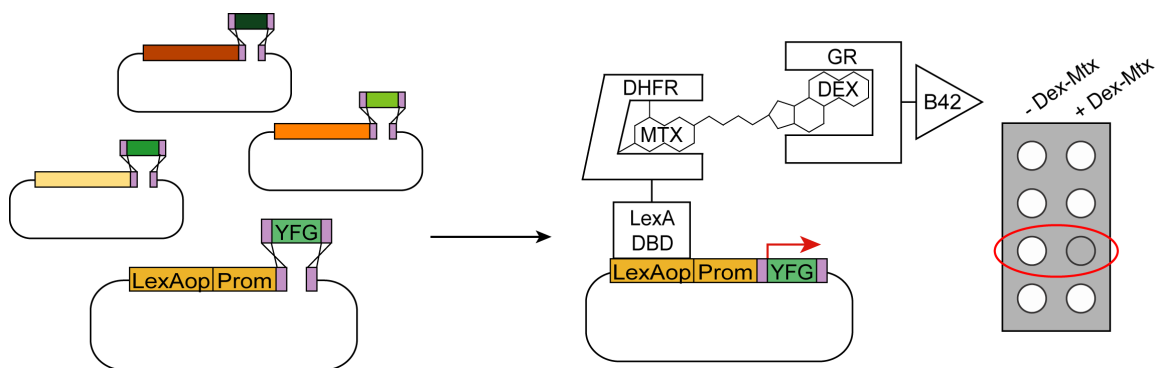 YFG
LexAop Prom
DHFR
MTX
GR
DEX
B42
LexA
DBD
LexAop Prom YFG
- Dex-Mtx
+ Dex-Mtx